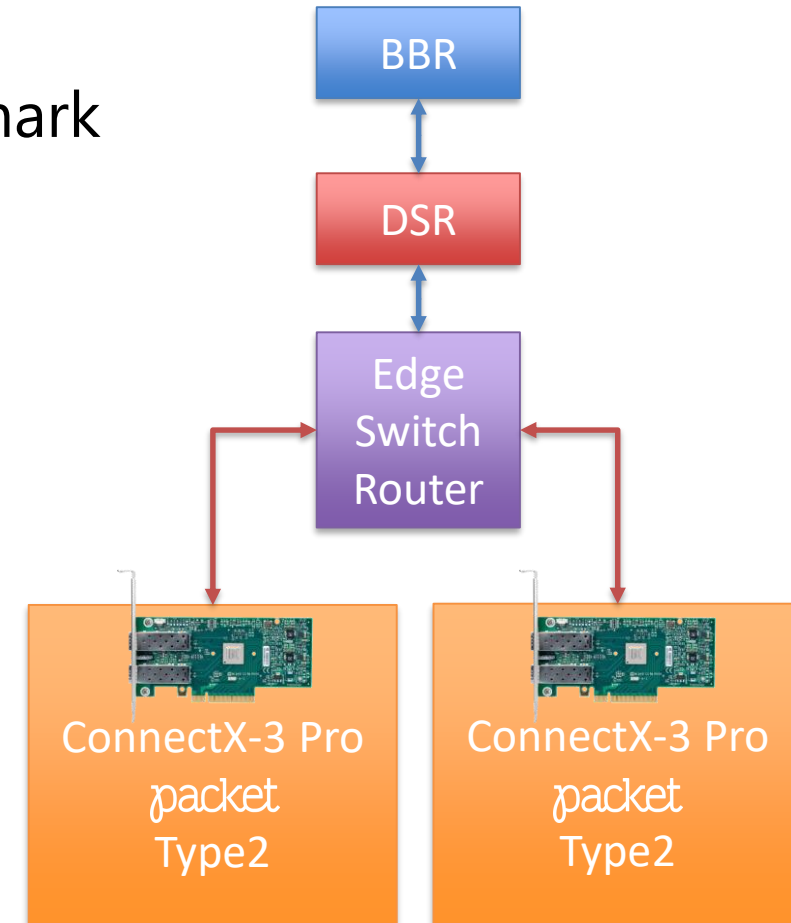 BBR
nark
DSR
Edge
Switch
Router
ConnectX-3 Pro
packet
Type2
ConnectX-3 Pro
packet
Type2